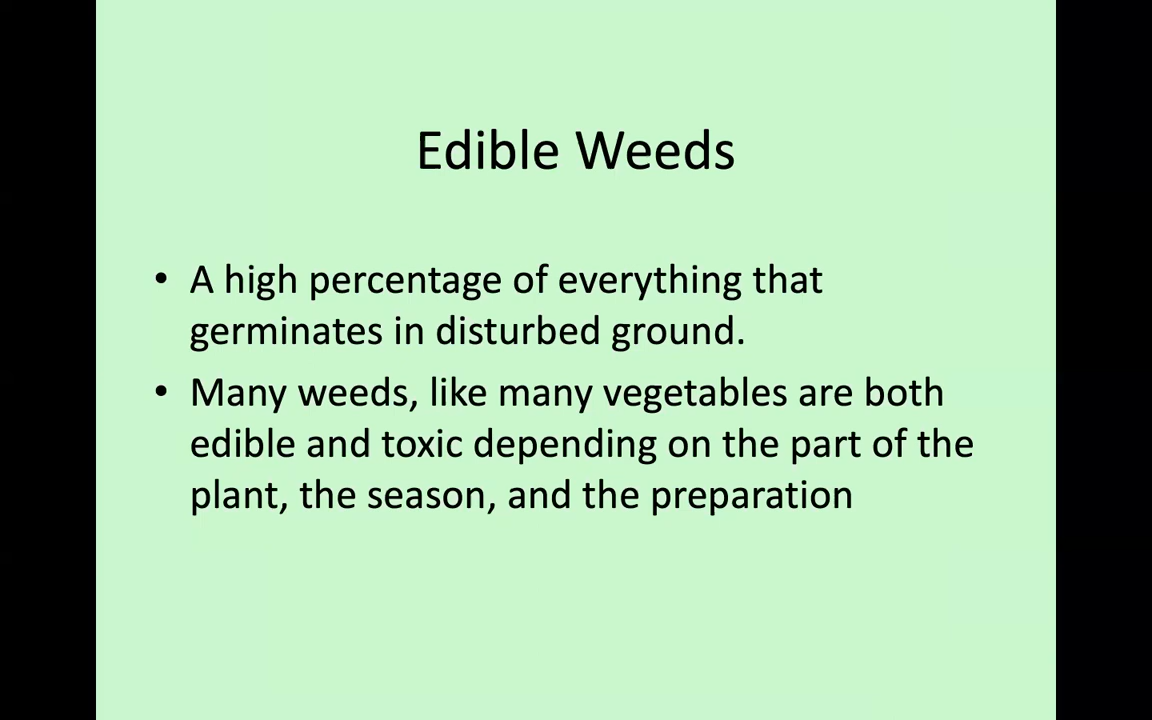 Edible Weeds
• A high percentage of everything that
germinates in disturbed ground.
• Many weeds, like many vegetables are both
edible and toxic depending on the part of the
plant, the season, and the preparation